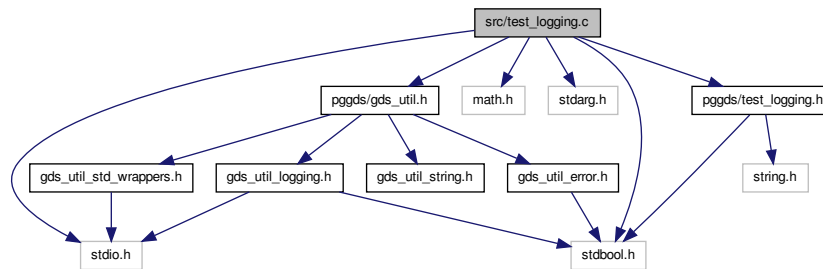 src/test_logging.c
pggds/gds_util.h
math.h
stdarg.h
pggds/test_logging.h
gds_util_std_wrappers.h
gds_util_logging.h
gds_util_string.h
gds_util_error.h
string.h
stdio.h
stdbool.h